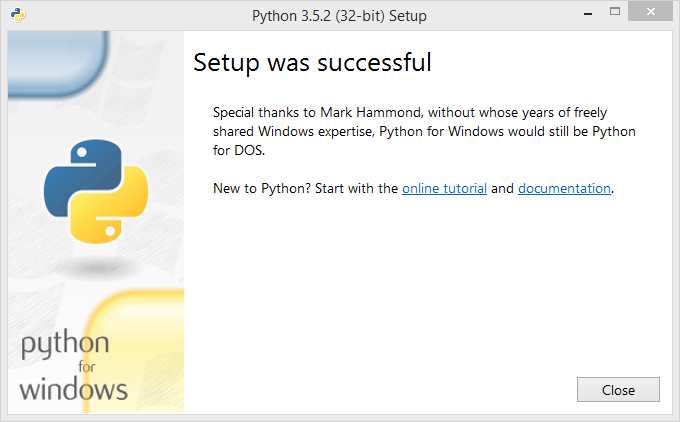 Python 3.5.2 (32-bit) Setup
Setup was successful
Special thanks to Mark Hammond, without whose years of freely
shared Windows expertise, Python for Windows would still be Python
for DOS.
New to Python? Start with the online tutorial and documentation.
python
for
windows
Close